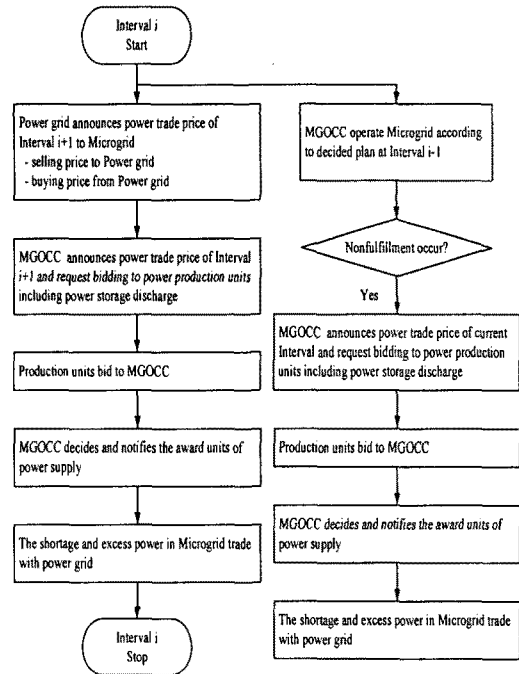 Interval i
Start
Power grid announces power trade price of
Interval i+1 to Microgrid
- selling price to Power grid
- buying price from Power grid
MGOCC announces power trade price of Interval
i+1 and request bidding to power production units
including power storage discharge
Production units bid to MGOCC
MGOCC decides and notifies the award units of
power supply
The shortage and excess power in Microgrid trade
with power grid
Interval i
Stop
MGOCC operate Microgrid according
to decided plan at Interval i-1
Nonfulfillment occur?
Yes
MGOCC announces power trade price of current
Interval and request bidding to power production
units including power storage discharge
Production units bid to MGOCC
MGOCC decides and notifies the award units of
power supply
The shortage and excess power in Microgrid trade
with power grid